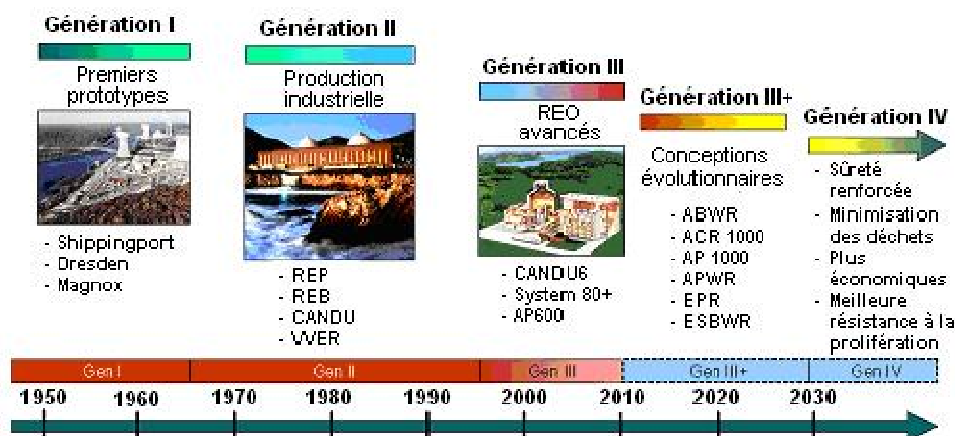 Génération I
Premiers
prototypes
- Shippingport
- Dresden
- Magnox
Génération II
Production
industrielle
- REP
- REB
- CANDU
- VVER
Génération III
REO
avancés
- CANDU6
- System 80+
- AP600
Génération III+
Conceptions
évolutionnaires
- ABWR
- ACR 1000
- AP 1000
- APWR
- EPR
- ESBWR
Génération IV
- Sûreté
renforcée
- Minimisation
des déchets
- Plus
économiques
- Meilleure
résistance à la
prolifération
Gen I
Gen II
Gen III
Gen III+
Gen IV
1950
1960
1970
1980
1990
2000
2010
2020
2030